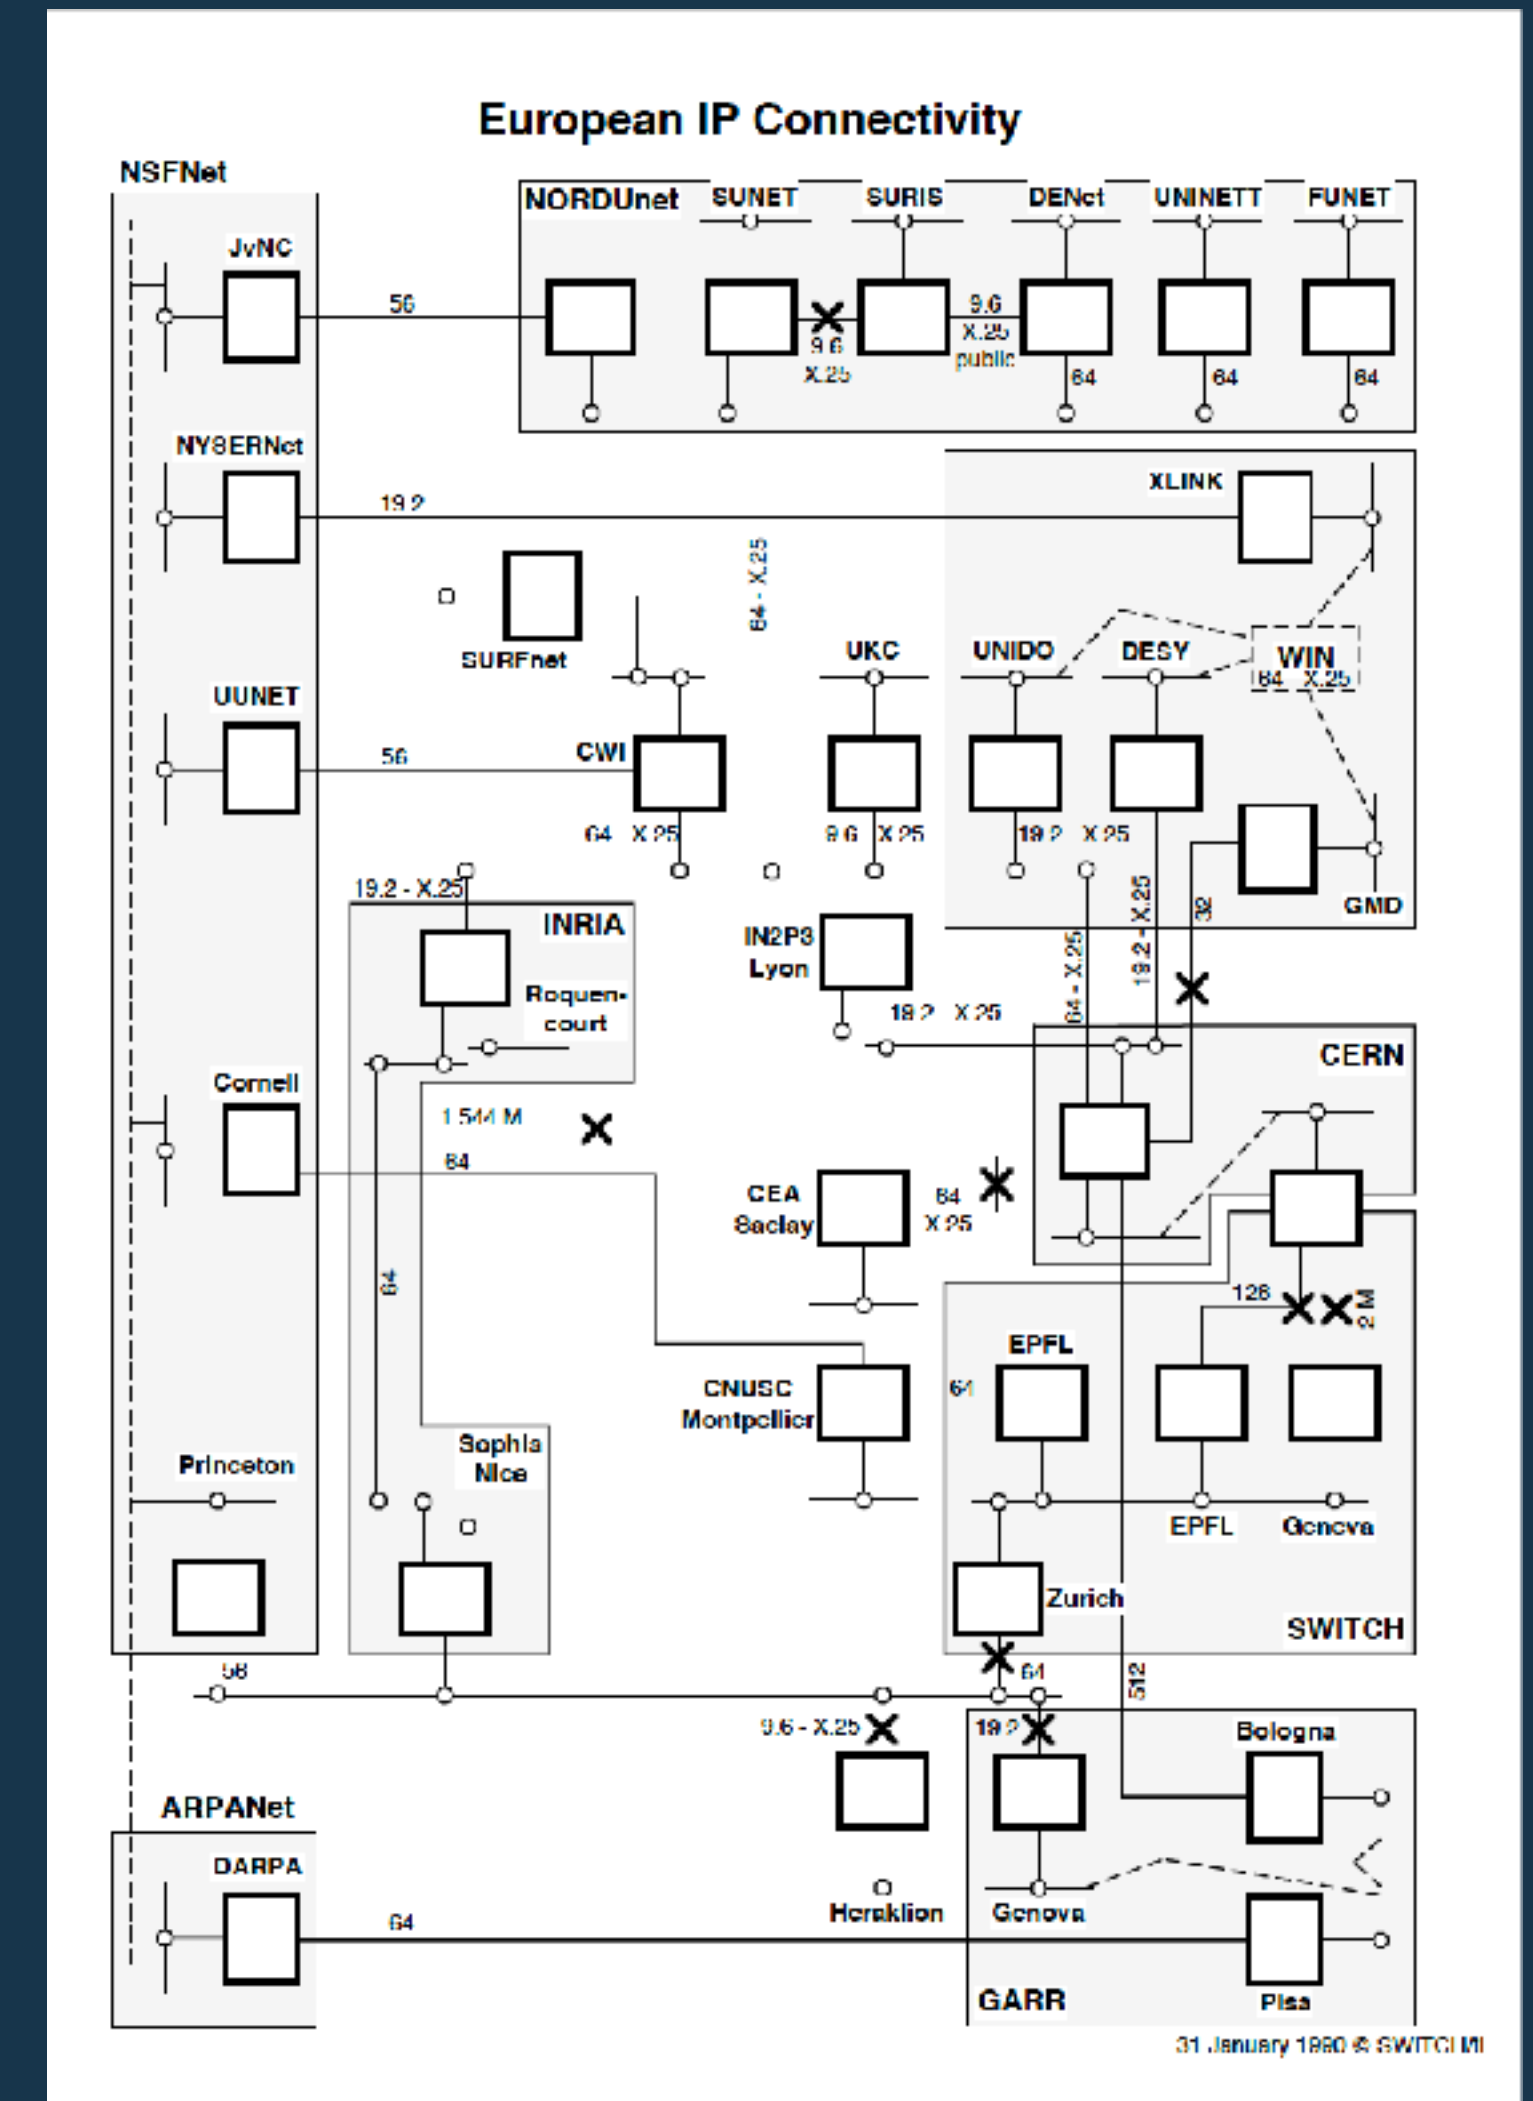 European IP Connectivity
NSFNet
NORDUnet SUNET SURIS DENet UNINETT FUNET
JvNC
56
9.6
X.25
9.6
X.25
public
64
64
64
NYSERNet
XLINK
19.2
64 - X.25
SURFnet
UKC
UNIDO
DESY
WIN
64 X.25
UUNET
56
CWI
64 X.25
9.6 X.25
19.2 X.25
19.2 - X.25
INRIA
GMD
IN2P3
Lyon
64 - X.25
19.2 - X.25
32
Roquen-
court
19.2 X.25
CERN
Cornell
1.544 M
64
CEA
Saclay
64
X.25
64
128
2 M
EPFL
CNUSC
Montpellier
64
Sophia
Nice
Princeton
EPFL
Geneva
Zurich
SWITCH
56
64
512
9.6 - X.25
19.2
Bologna
ARPANet
DARPA
64
Heraklion
Genova
GARR
Pisa
31 January 1990 ©